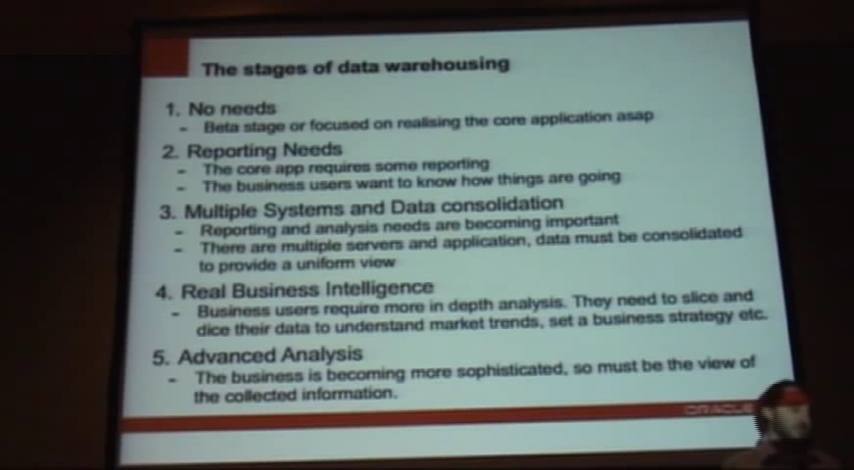 The stages of data warehousing
1. No needs
- Beta stage or focused on realising the core application asap
2. Reporting Needs
- The core app requires some reporting
- The business users want to know how things are going
3. Multiple Systems and Data consolidation
- Reporting and analysis needs are becoming important
- There are multiple servers and application, data must be consolidated
to provide a uniform view
4. Real Business Intelligence
- Business users require more in depth analysis. They need to slice and
dice their data to understand market trends, set a business strategy etc.
5. Advanced Analysis
- The business is becoming more sophisticated, so must be the view of
the collected information.
ORACLE